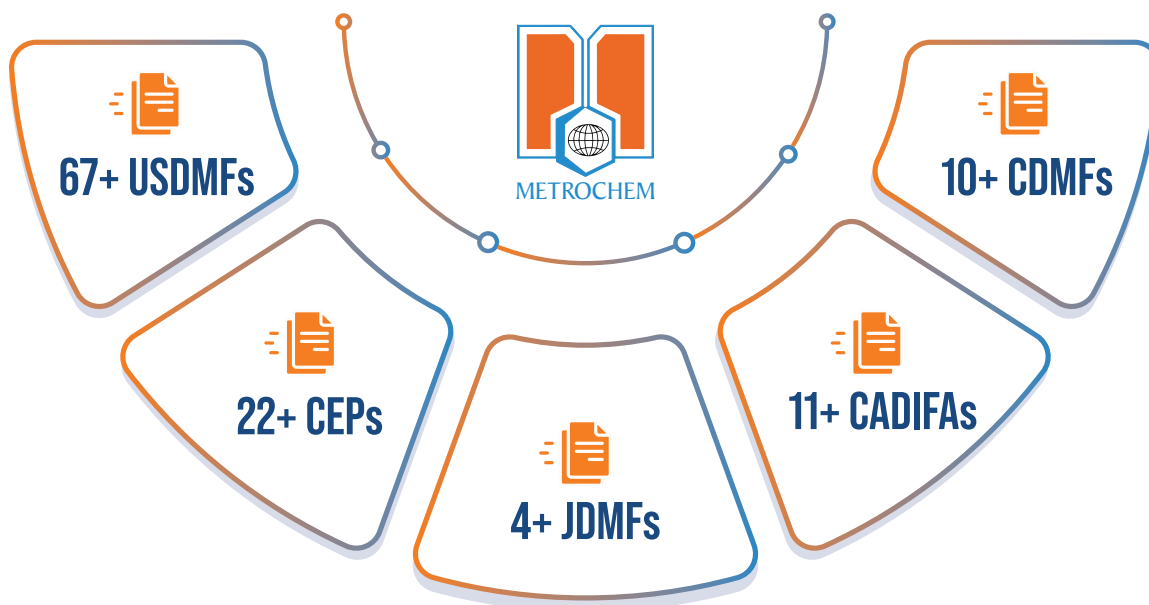 METROCHEM
67+ USDMFs
22+ CEPs
4+ JDMFs
11+ CADIFAs
10+ CDMFs